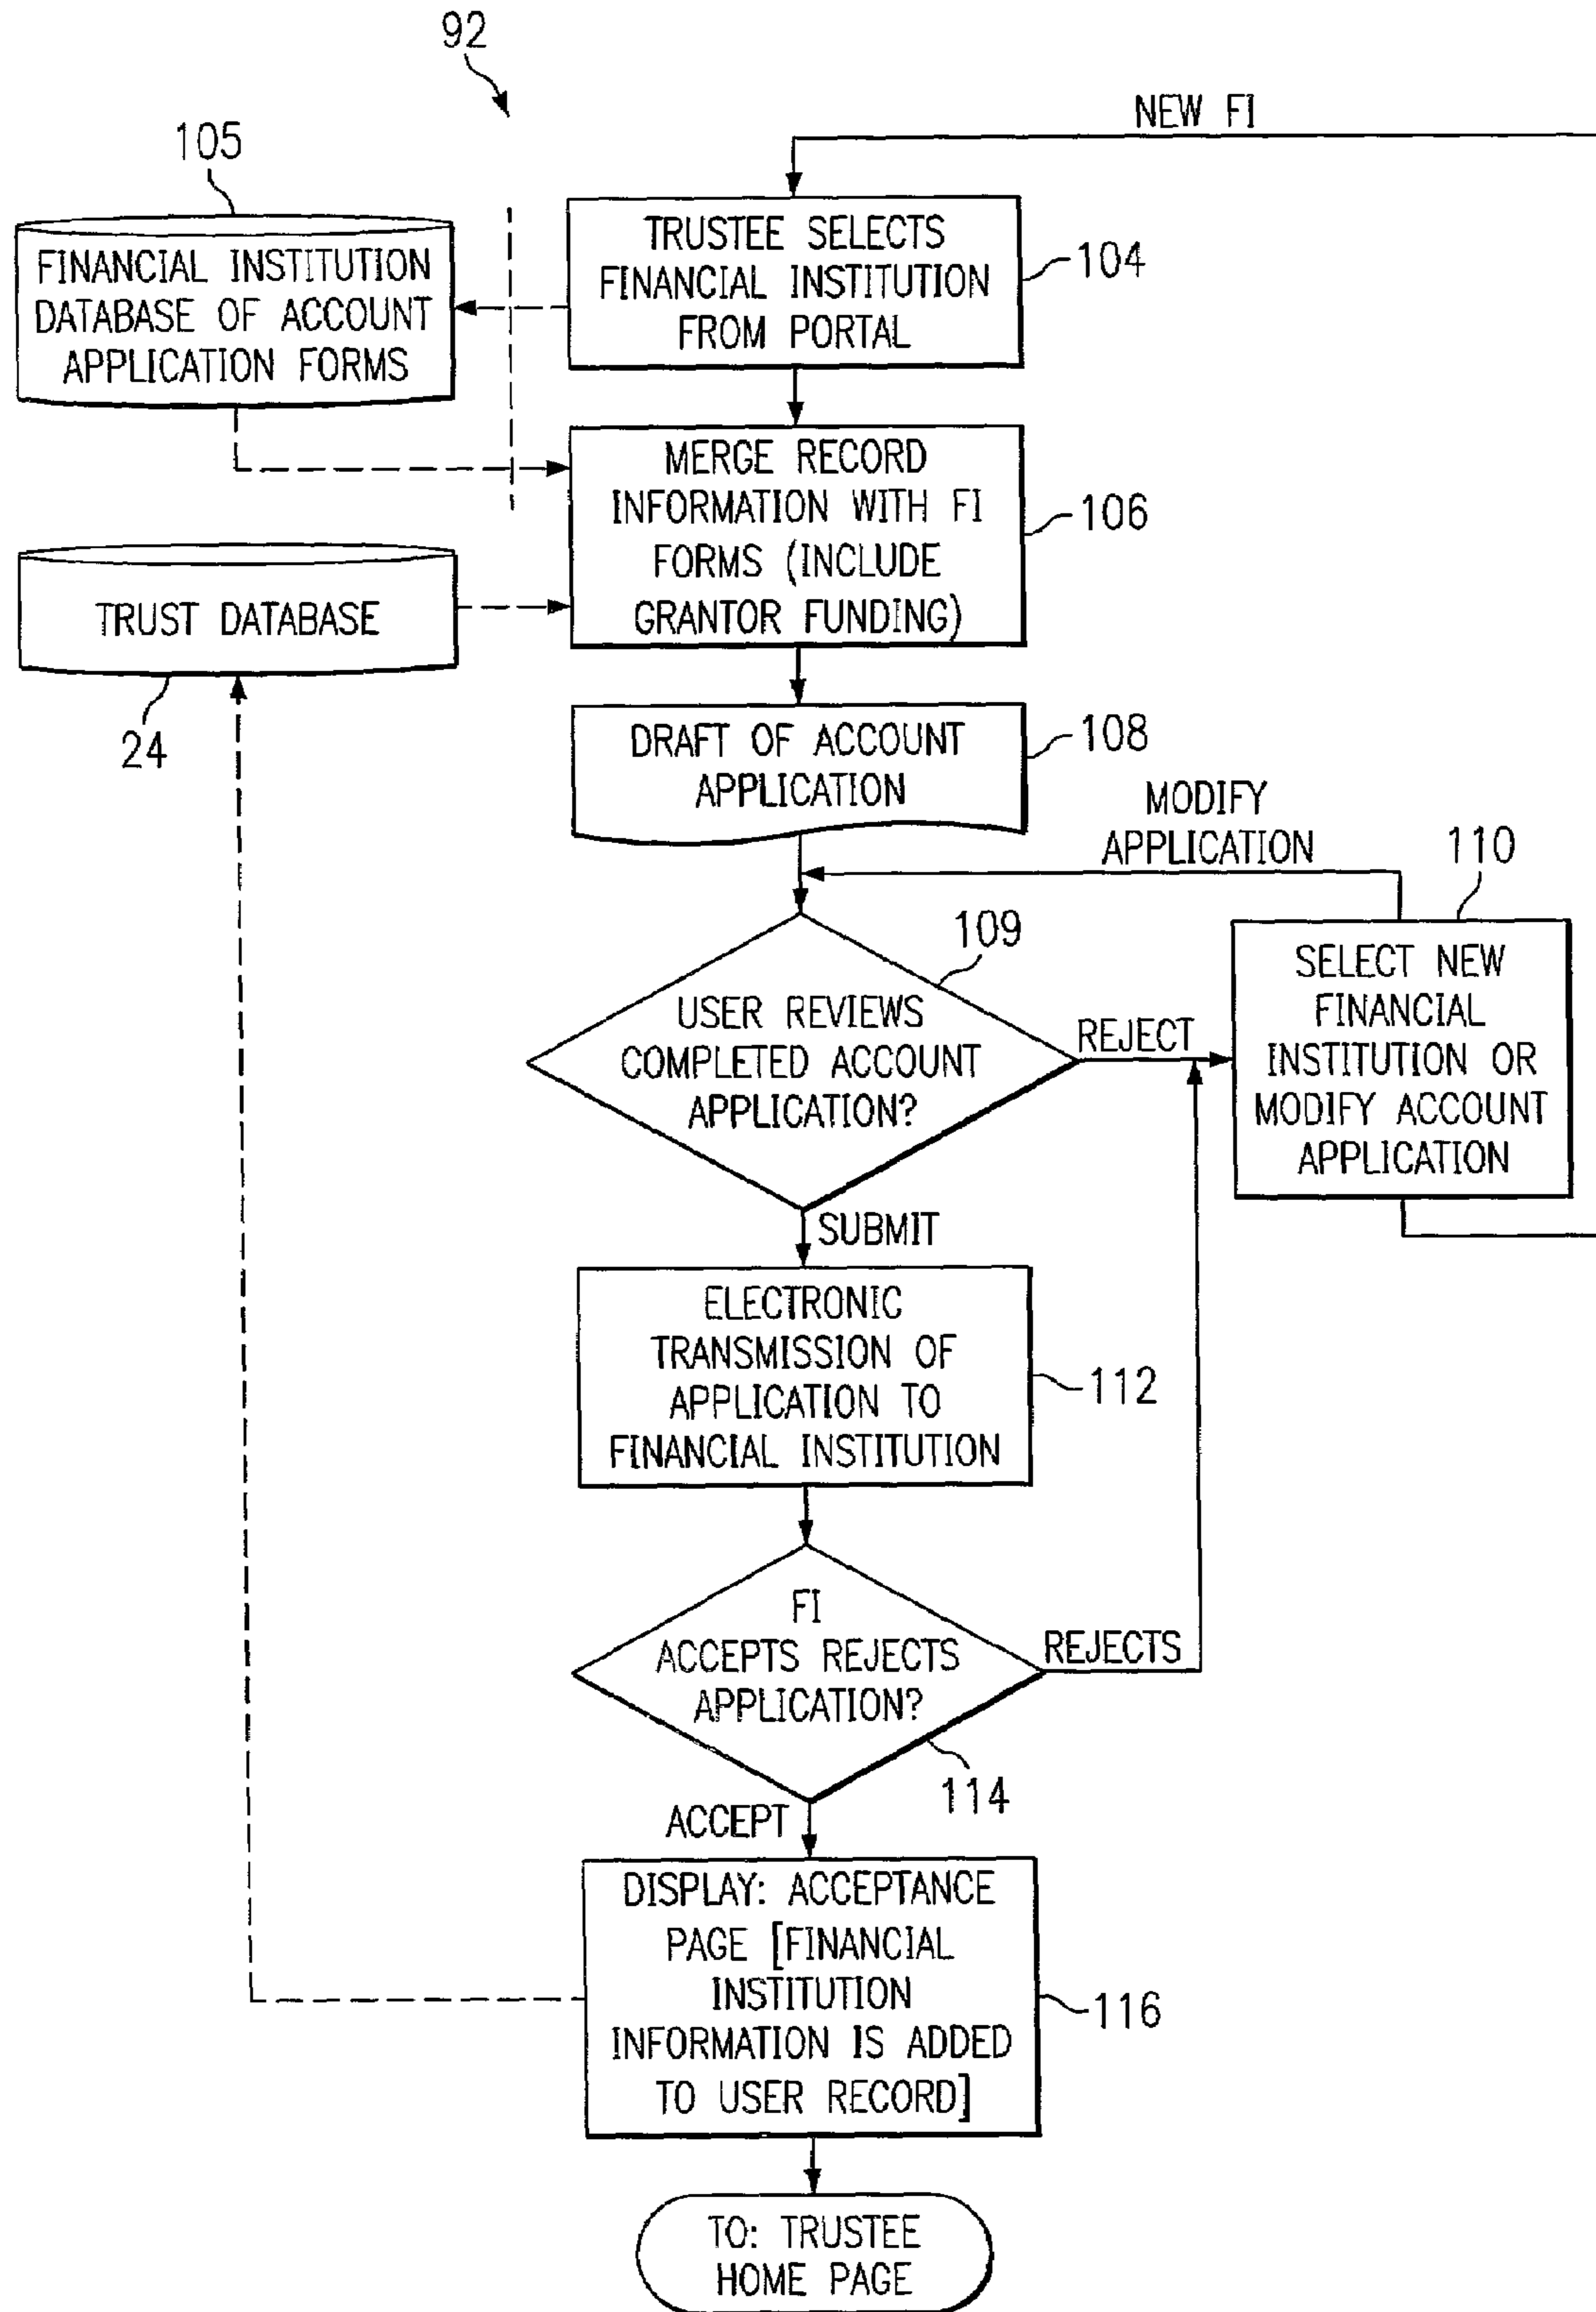 92
NEW FI
105
FINANCIAL INSTITUTION
DATABASE OF ACCOUNT
APPLICATION FORMS
TRUSTEE SELECTS
FINANCIAL INSTITUTION
FROM PORTAL
104
MERGE RECORD
INFORMATION WITH FI
FORMS (INCLUDE
GRANTOR FUNDING)
106
TRUST DATABASE
24
DRAFT OF ACCOUNT
APPLICATION
108
MODIFY
APPLICATION
110
109
USER REVIEWS
COMPLETED ACCOUNT
APPLICATION?
REJECT
SELECT NEW
FINANCIAL
INSTITUTION OR
MODIFY ACCOUNT
APPLICATION
SUBMIT
ELECTRONIC
TRANSMISSION OF
APPLICATION TO
FINANCIAL INSTITUTION
112
FI
ACCEPTS REJECTS
APPLICATION?
REJECTS
114
ACCEPT
DISPLAY: ACCEPTANCE
PAGE [FINANCIAL
INSTITUTION
INFORMATION IS ADDED
TO USER RECORD]
116
TO: TRUSTEE
HOME PAGE